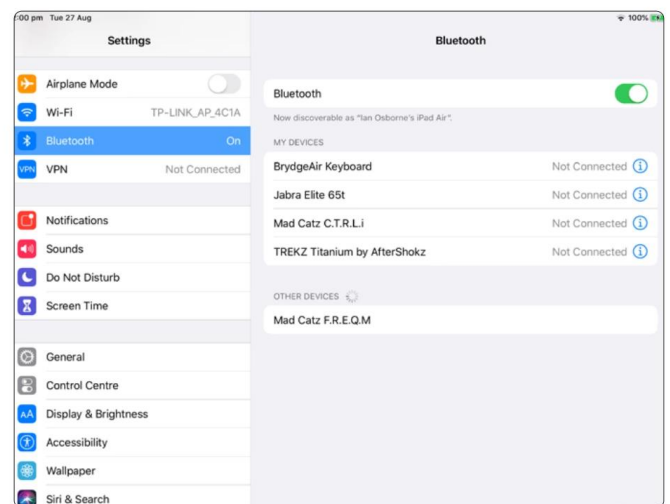 :00 pm Tue 27 Aug
100%
Settings
Airplane Mode
Wi-Fi TP-LINK_AP_4C1A
Bluetooth On
VPN VPN Not Connected
Notifications
Sounds
Do Not Disturb
Screen Time
General
Control Centre
AA Display & Brightness
Accessibility
Wallpaper
Siri & Search
Bluetooth
Bluetooth
Now discoverable as "Ian Osborne's iPad Air".
MY DEVICES
BrydgeAir Keyboard Not Connected
Jabra Elite 65t Not Connected
Mad Catz C.T.R.L.i Not Connected
TREKZ Titanium by AfterShokz Not Connected
OTHER DEVICES
Mad Catz F.R.E.Q.M